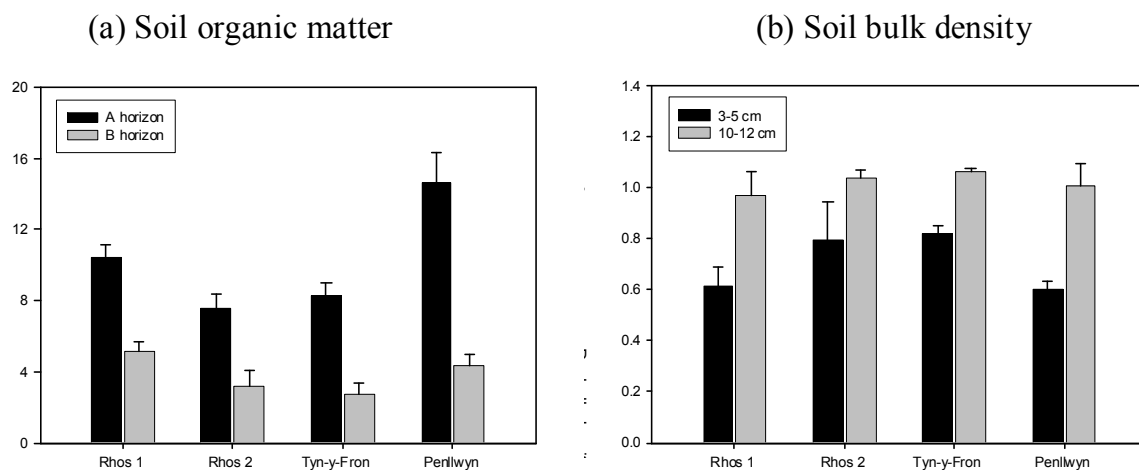 (a) Soil organic matter
20
16
12
8
4
0
A horizon
B horizon
Rhos 1 Rhos 2 Tyn-y-Fron Penllwyn
(b) Soil bulk density
1.4
1.2
1.0
0.8
0.6
0.4
0.2
0.0
3-5 cm
10-12 cm
Rhos 1 Rhos 2 Tyn-y-Fron Penllwyn